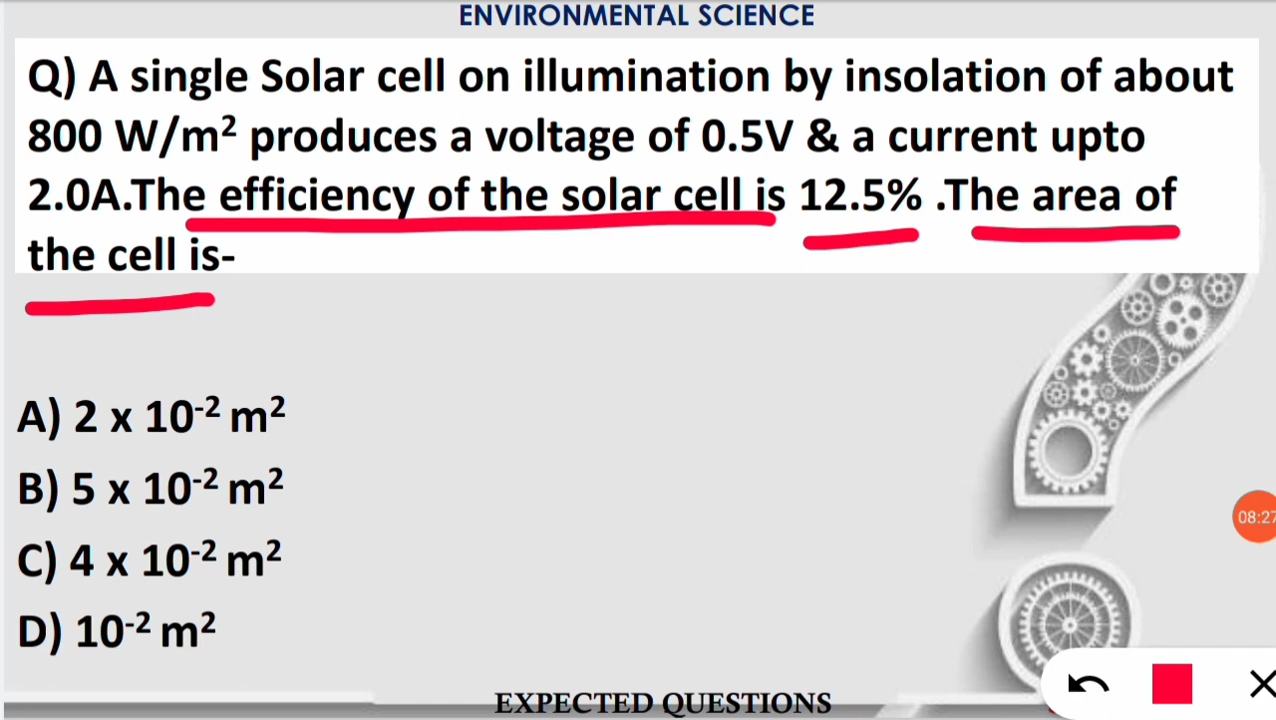 ENVIRONMENTAL SCIENCE
Q) A single Solar cell on illumination by insolation of about
800 W/m² produces a voltage of 0.5V & a current upto
2.0A.The efficiency of the solar cell is 12.5% .The area of
the cell is-
A) 2 x 10⁻² m²
B) 5 x 10⁻² m²
C) 4 x 10⁻² m²
D) 10⁻² m²
08:27
EXPECTED QUESTIONS